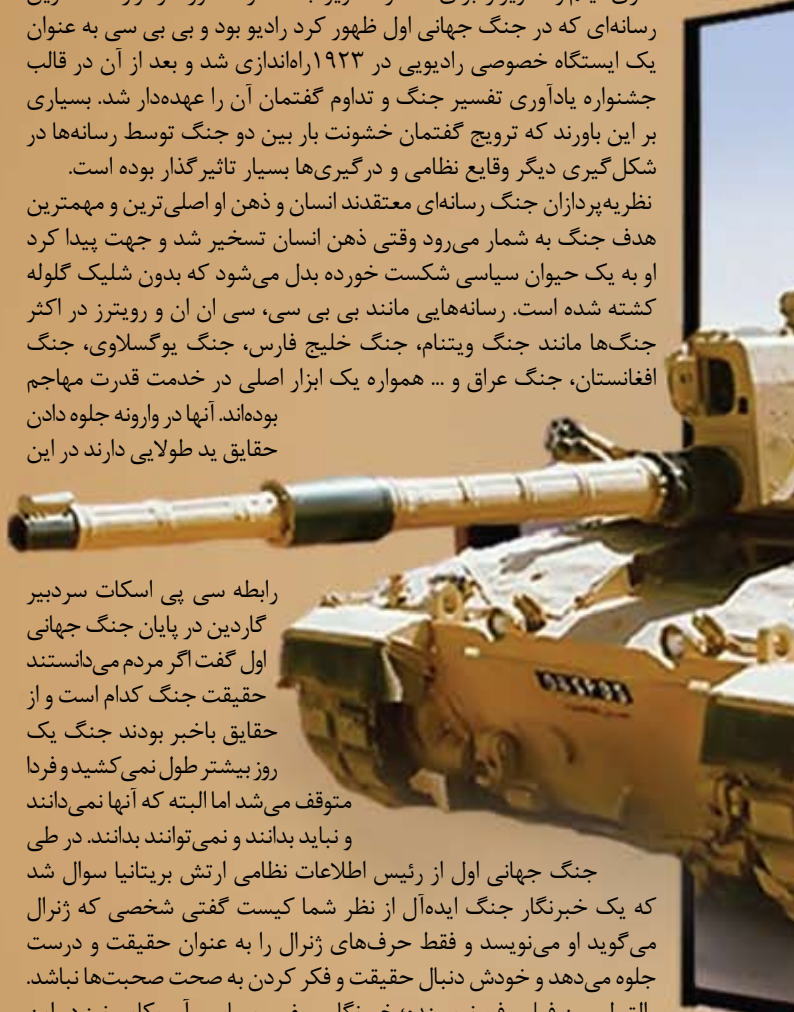 رسانه‌ای که در جنگ جهانی اول ظهور کرد رادیو بود و بی بی سی به عنوان
یک ایستگاه خصوصی رادیویی در ۱۹۲۳راه‌اندازی شد و بعد از آن در قالب
جشنواره یادآوری تفسیر جنگ و تداوم گفتمان آن را عهده‌دار شد. بسیاری
بر این باورند که ترویج گفتمان خشونت بار بین دو جنگ توسط رسانه‌ها در
شکل‌گیری دیگر وقایع نظامی و درگیری‌ها بسیار تاثیرگذار بوده است.
نظریه‌پردازان جنگ رسانه‌ای معتقدند انسان و ذهن او اصلی‌ترین و مهمترین
هدف جنگ به شمار می‌رود وقتی ذهن انسان تسخیر شد و جهت پیدا کرد
او به یک حیوان سیاسی شکست خورده بدل می‌شود که بدون شلیک گلوله
کشته شده است. رسانه‌هایی مانند بی بی سی، سی ان ان و رویترز در اکثر
جنگ‌ها مانند جنگ ویتنام، جنگ خلیج فارس، جنگ یوگسلاوی، جنگ
افغانستان، جنگ عراق و ... همواره یک ابزار اصلی در خدمت قدرت مهاجم
بوده‌اند. آنها در وارونه جلوه دادن
حقایق ید طولایی دارند در این
رابطه سی پی اسکات سردبیر
گاردین در پایان جنگ جهانی
اول گفت اگر مردم می‌دانستند
حقیقت جنگ کدام است و از
حقایق باخبر بودند جنگ یک
روز بیشتر طول نمی‌کشید و فردا
متوقف می‌شد اما البته که آنها نمی‌دانند
و نباید بدانند و نمی‌توانند بدانند. در طی
جنگ جهانی اول از رئیس اطلاعات نظامی ارتش بریتانیا سوال شد
که یک خبرنگار جنگ ایده‌آل از نظر شما کیست گفتی شخصی که ژنرال
می‌گوید او می‌نویسد و فقط حرف‌های ژنرال را به عنوان حقیقت و درست
جلوه می‌دهد و خودش دنبال حقیقت و فکر کردن به صحت صحبت‌ها نباشد.